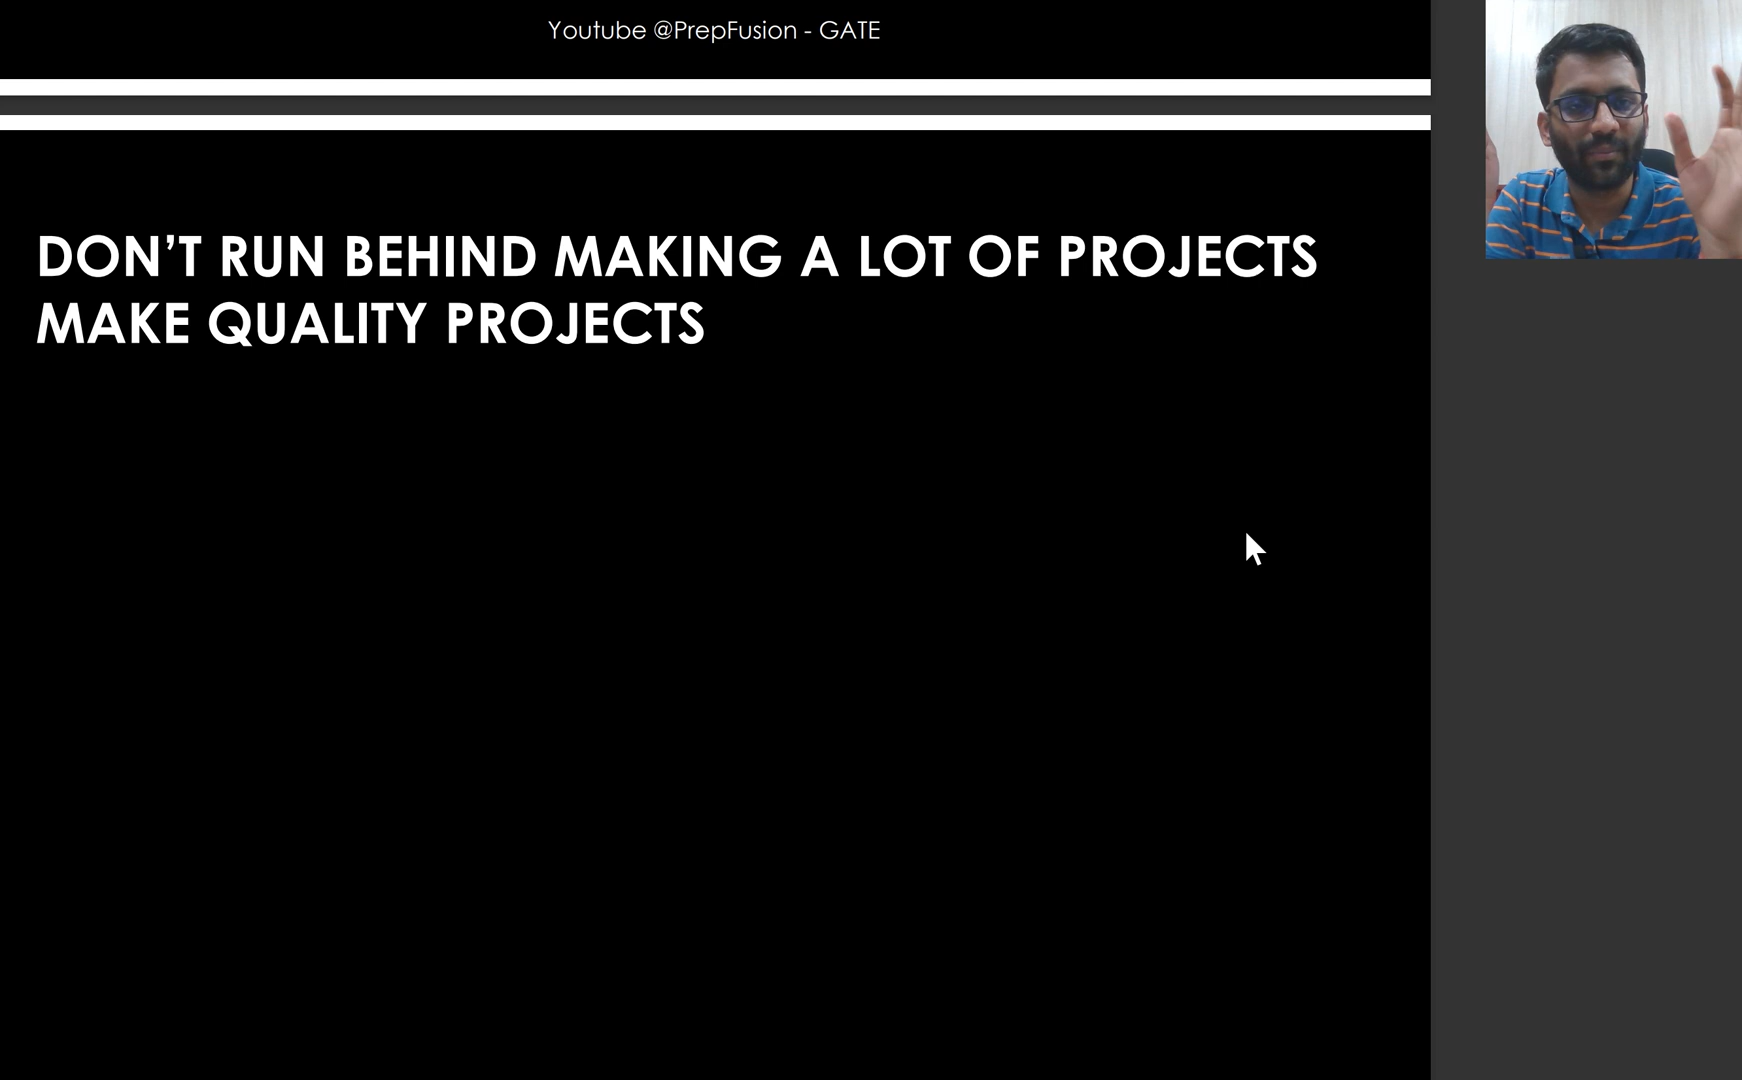 Youtube @PrepFusion - GATE
DON’T RUN BEHIND MAKING A LOT OF PROJECTS
MAKE QUALITY PROJECTS